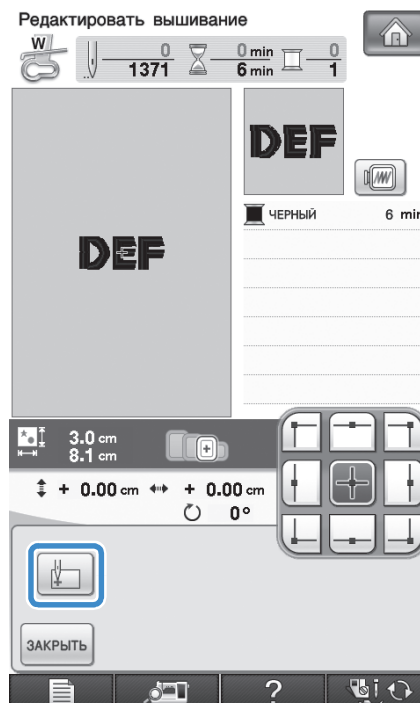 Редактировать вышивание
W
0 0 min 0
1371 6 min 1
DEF
ЧЕРНЫЙ 6 min
DEF
3.0 cm
8.1 cm
+ 0.00 cm + 0.00 cm
0°
ЗАКРЫТЬ
?